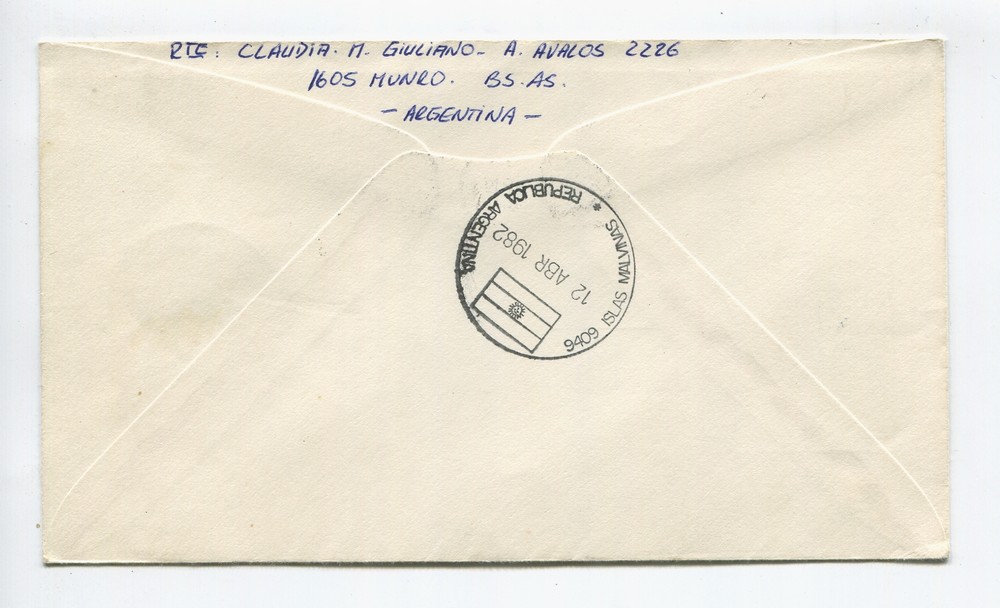 RTE: CLAUDIA. M. GIULIANO- A. AVALOS 2226
1605 MUNRO. BS. AS.
- ARGENTINA -
* REPUBLICA ARGENTINA
12 ABR 1982
9409 ISLAS MALVINAS